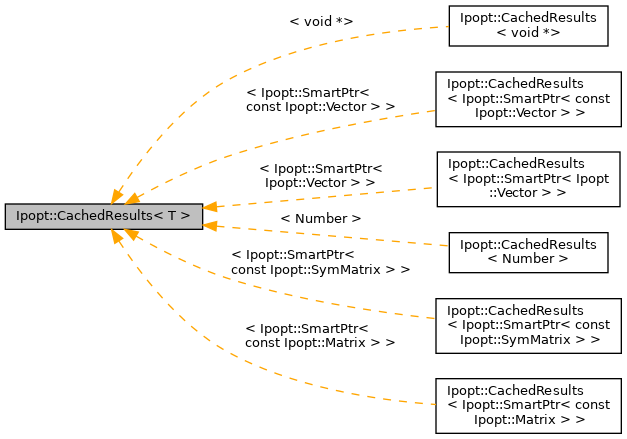 < void *>
Ipopt::CachedResults
< void *>
< Ipopt::SmartPtr<
const Ipopt::Vector > >
Ipopt::CachedResults
< Ipopt::SmartPtr< const
Ipopt::Vector > >
< Ipopt::SmartPtr<
Ipopt::Vector > >
Ipopt::CachedResults
< Ipopt::SmartPtr< Ipopt
::Vector > >
Ipopt::CachedResults< T >
< Number >
Ipopt::CachedResults
< Number >
< Ipopt::SmartPtr<
const Ipopt::SymMatrix > >
Ipopt::CachedResults
< Ipopt::SmartPtr< const
Ipopt::SymMatrix > >
< Ipopt::SmartPtr<
const Ipopt::Matrix > >
Ipopt::CachedResults
< Ipopt::SmartPtr< const
Ipopt::Matrix > >